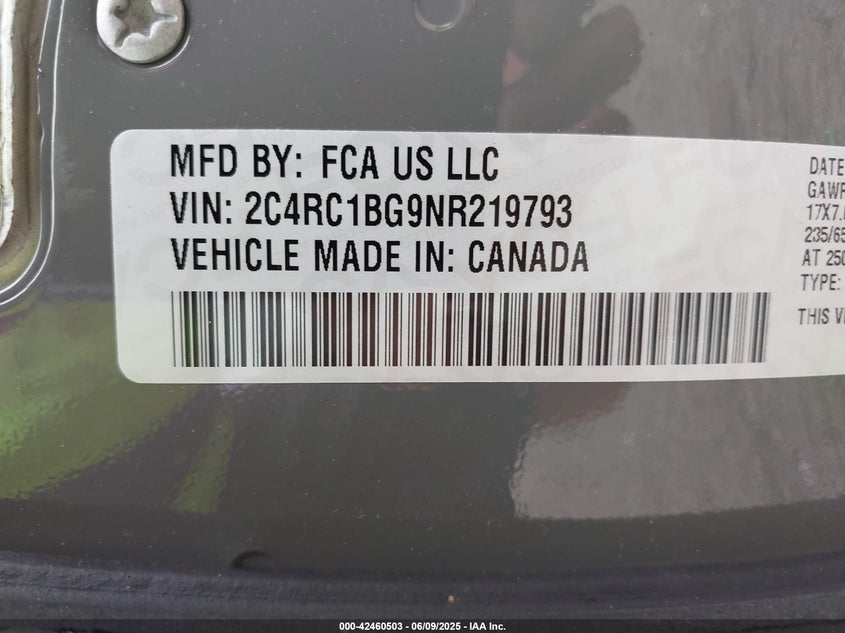 MFD BY: FCA US LLC
VIN: 2C4RC1BG9NR219793
VEHICLE MADE IN: CANADA
DATE
GAWR
17X7.
235/65
AT 250
TYPE:
THIS
000-42460503 | 06/09/2025 - IAA Inc.